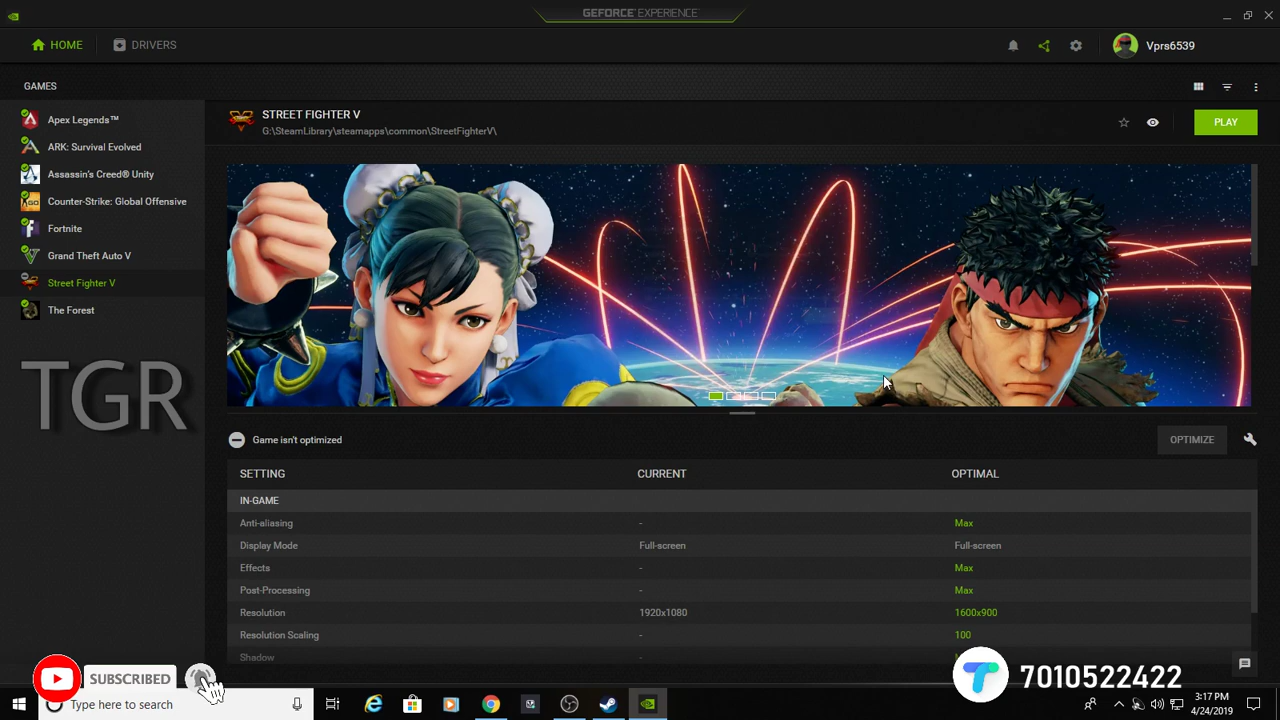 GEFORCE EXPERIENCE
HOME
DRIVERS
Vprs6539
GAMES
Apex Legends™
ARK: Survival Evolved
Assassin's Creed® Unity
Counter-Strike: Global Offensive
Fortnite
Grand Theft Auto V
Street Fighter V
The Forest
TGR
STREET FIGHTER V
G:\SteamLibrary\steamapps\common\StreetFighterV\
PLAY
Game isn't optimized
OPTIMIZE
SETTING CURRENT OPTIMAL
IN-GAME
Anti-aliasing - Max
Display Mode Full-screen Full-screen
Effects - Max
Post-Processing - Max
Resolution 1920x1080 1600x900
Resolution Scaling - 100
Shadow -
SUBSCRIBED
7010522422
Type here to search
3:17 PM
4/24/2019